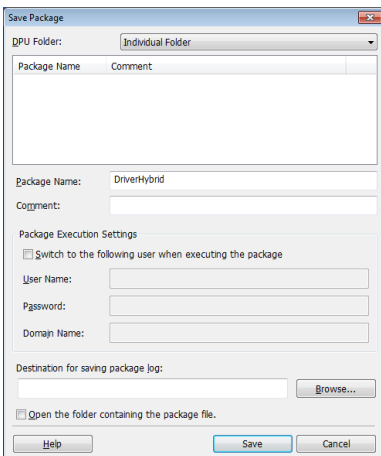 Save Package
DPU Folder: Individual Folder
Package Name Comment
Package Name: DriverHybrid
Comment:
Package Execution Settings
Switch to the following user when executing the package
User Name:
Password:
Domain Name:
Destination for saving package log:
Browse...
Open the folder containing the package file.
Help Save Cancel